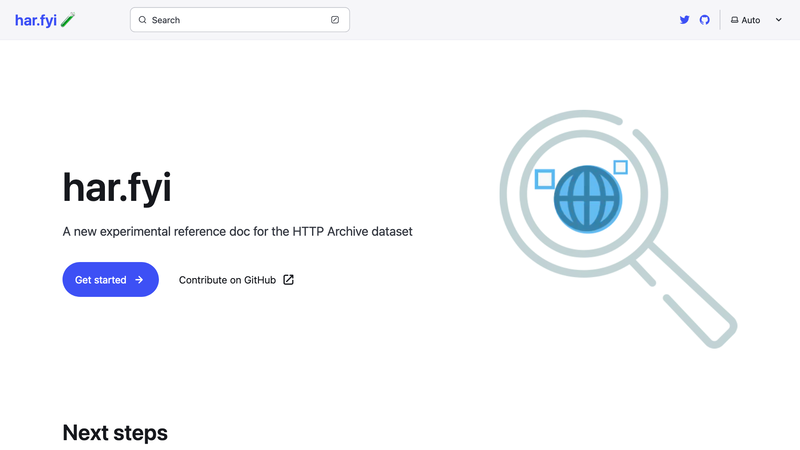 har.fyi
Search
Auto
har.fyi
A new experimental reference doc for the HTTP Archive dataset
Get started
Contribute on GitHub
Next steps